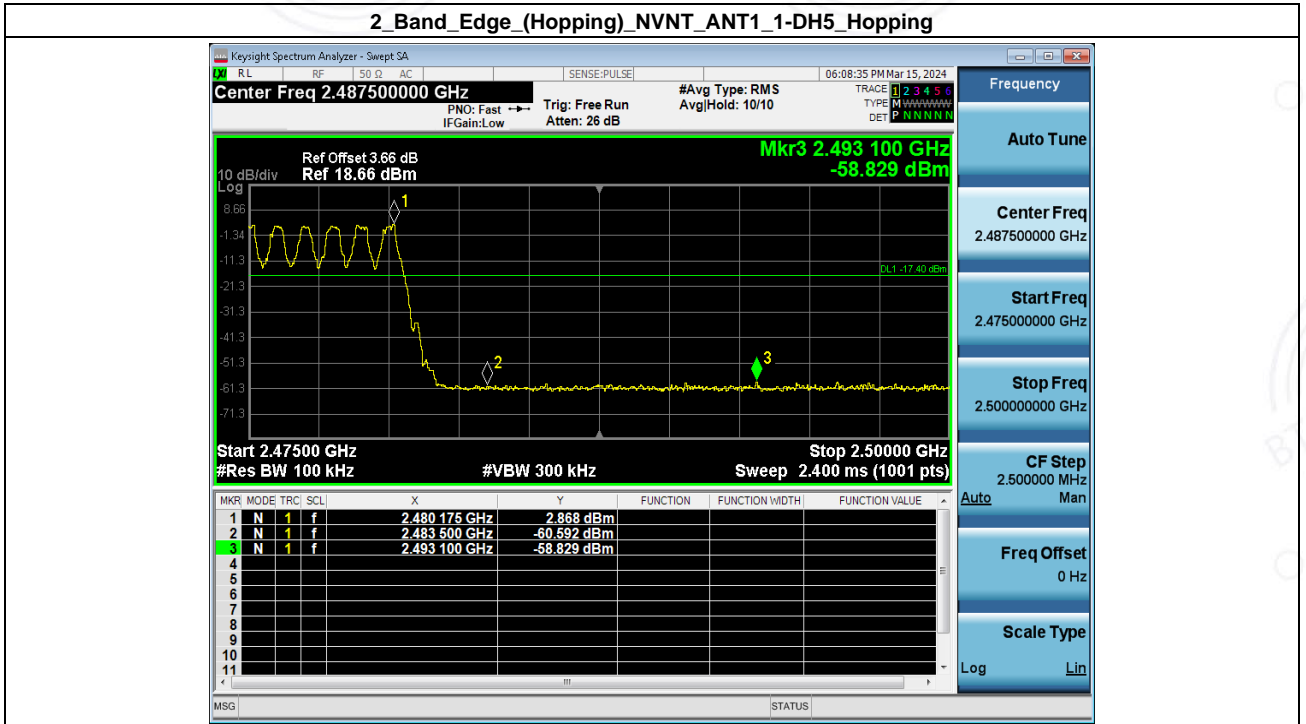 2_Band_Edge_(Hopping)_NVNT_ANT1_1-DH5_Hopping
Keysight Spectrum Analyzer - Swept SA
LXI RL RF 50 Ω AC SENSE:PULSE 06:08:35 PM Mar 15, 2024
Center Freq 2.487500000 GHz
PNO: Fast
IFGain:Low
Trig: Free Run
Atten: 26 dB
#Avg Type: RMS
Avg|Hold: 10/10
TRACE 1 2 3 4 5 6
TYPE MWWWWW
DET P NNNNN
Frequency
Auto Tune
Center Freq
2.487500000 GHz
Start Freq
2.475000000 GHz
Stop Freq
2.500000000 GHz
CF Step
2.500000 MHz
Auto Man
Freq Offset
0 Hz
Scale Type
Log Lin
Mkr3 2.493 100 GHz
-58.829 dBm
Ref Offset 3.66 dB
10 dB/div Ref 18.66 dBm
Log
8.66
-1.34
-11.3
-21.3
-31.3
-41.3
-51.3
-61.3
-71.3
1
2
3
DL1 -17.40 dBm
Start 2.47500 GHz Stop 2.50000 GHz
#Res BW 100 kHz #VBW 300 kHz Sweep 2.400 ms (1001 pts)
MKR MODE TRC SCL X Y FUNCTION FUNCTION WIDTH FUNCTION VALUE
1 N 1 f 2.480 175 GHz 2.868 dBm
2 N 1 f 2.483 500 GHz -60.592 dBm
3 N 1 f 2.493 100 GHz -58.829 dBm
4
5
6
7
8
9
10
11
MSG STATUS